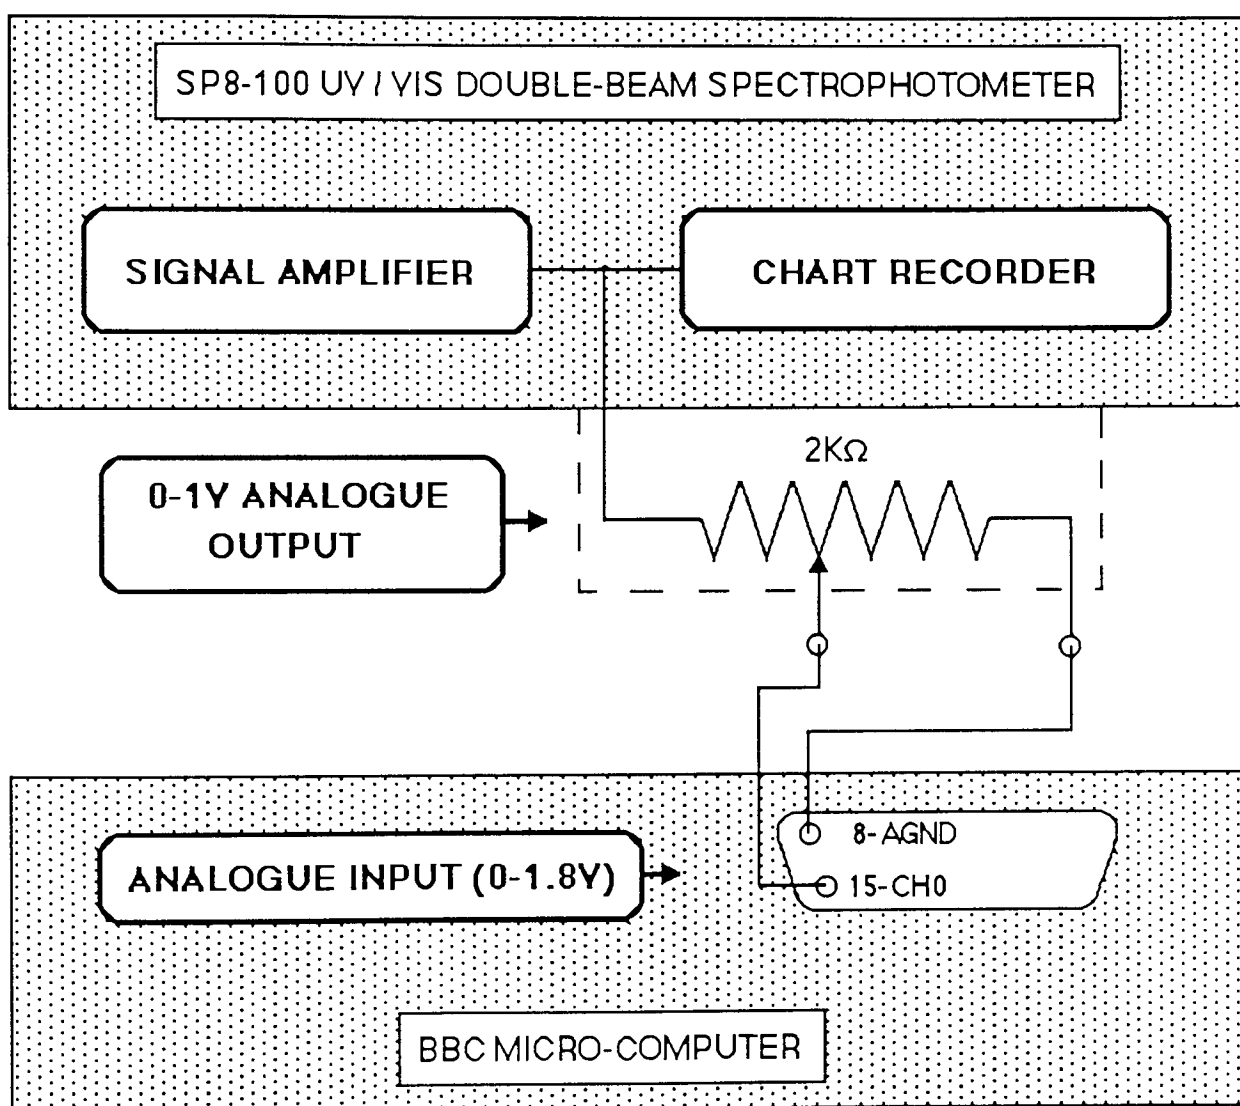 SP8-100 UV / VIS DOUBLE-BEAM SPECTROPHOTOMETER
SIGNAL AMPLIFIER
CHART RECORDER
2KΩ
0-1V ANALOGUE
OUTPUT
8-AGND
ANALOGUE INPUT (0-1.8V)
15-CH0
BBC MICRO-COMPUTER